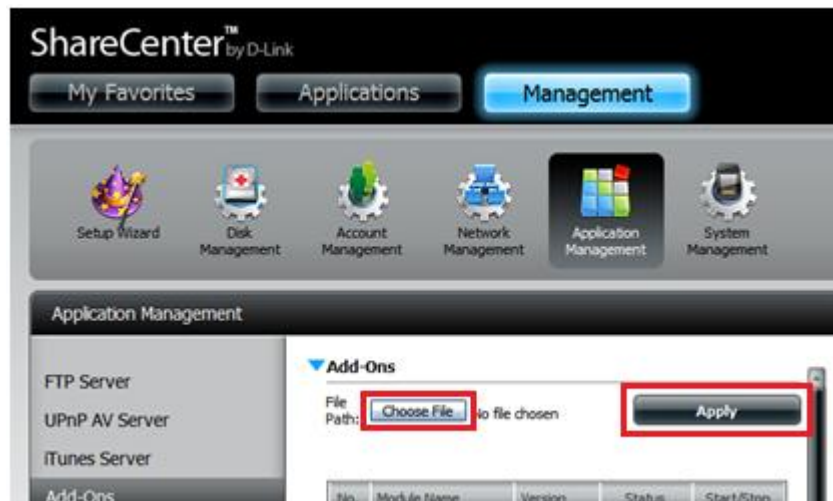 ShareCenter™ by D-Link
My Favorites Applications Management
Setup Wizard Disk Management Account Management Network Management Application Management System Management
Application Management
FTP Server
UPnP AV Server
iTunes Server
Add-Ons
Add-Ons
File Path: Choose File No file chosen Apply
No. Module Name Version Status Start/Stop